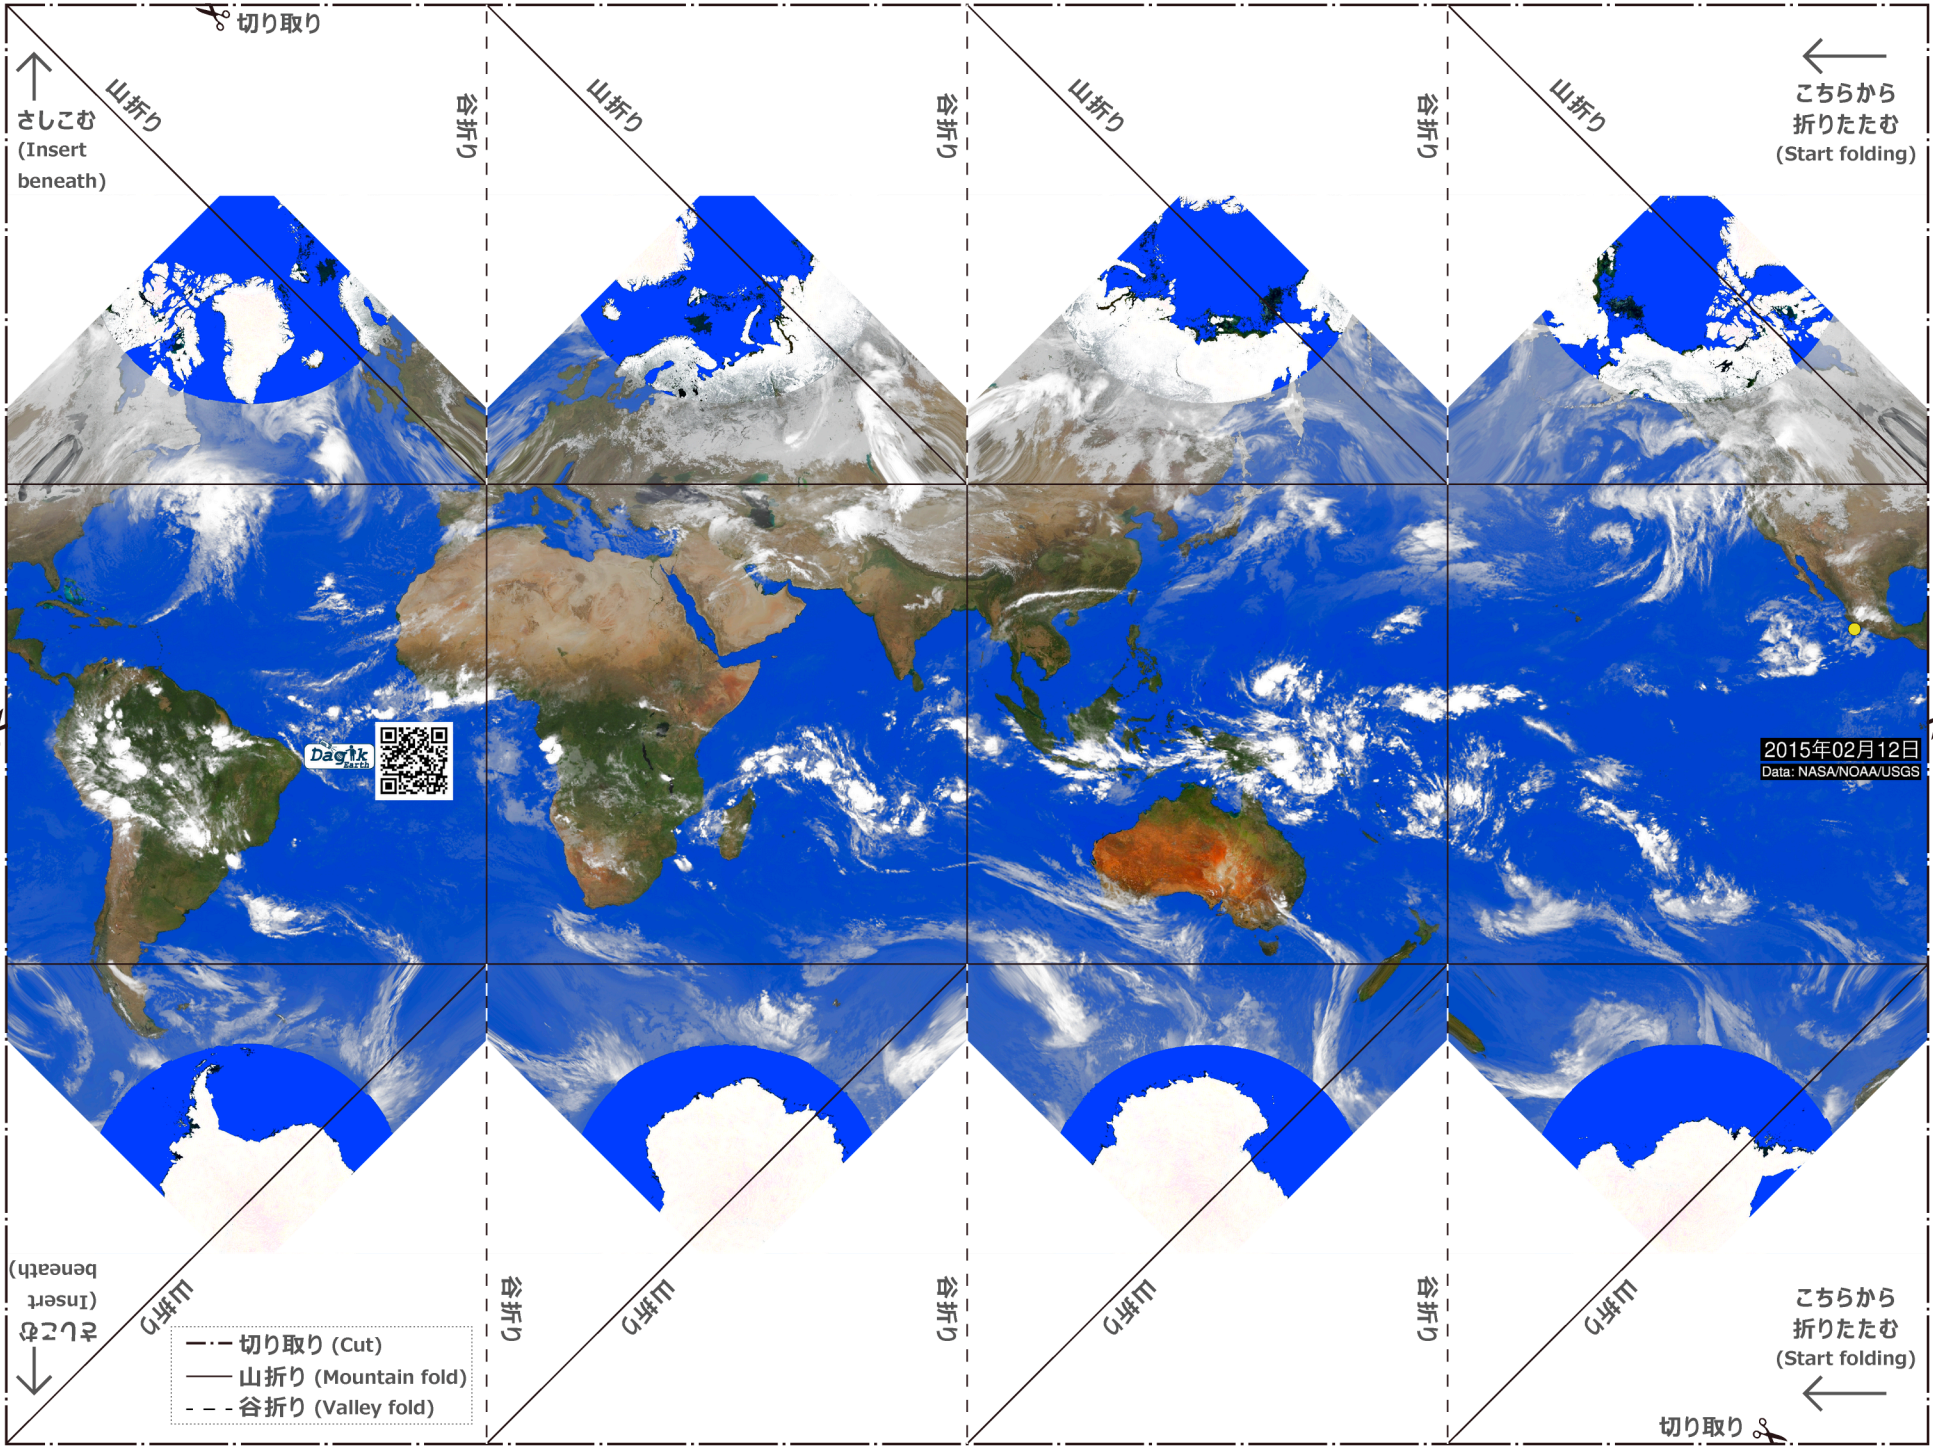 切り取り
山折り
谷折り
山折り
谷折り
山折り
谷折り
山折り
こちらから
折りたたむ
(Start folding)
さしこむ
(Insert
beneath)
Dagik
Earth
2015年02月12日
Data: NASA/NOAA/USGS
さしこむ
(Insert
beneath)
山折り
谷折り
山折り
谷折り
山折り
谷折り
山折り
こちらから
折りたたむ
(Start folding)
切り取り (Cut)
山折り (Mountain fold)
谷折り (Valley fold)
切り取り